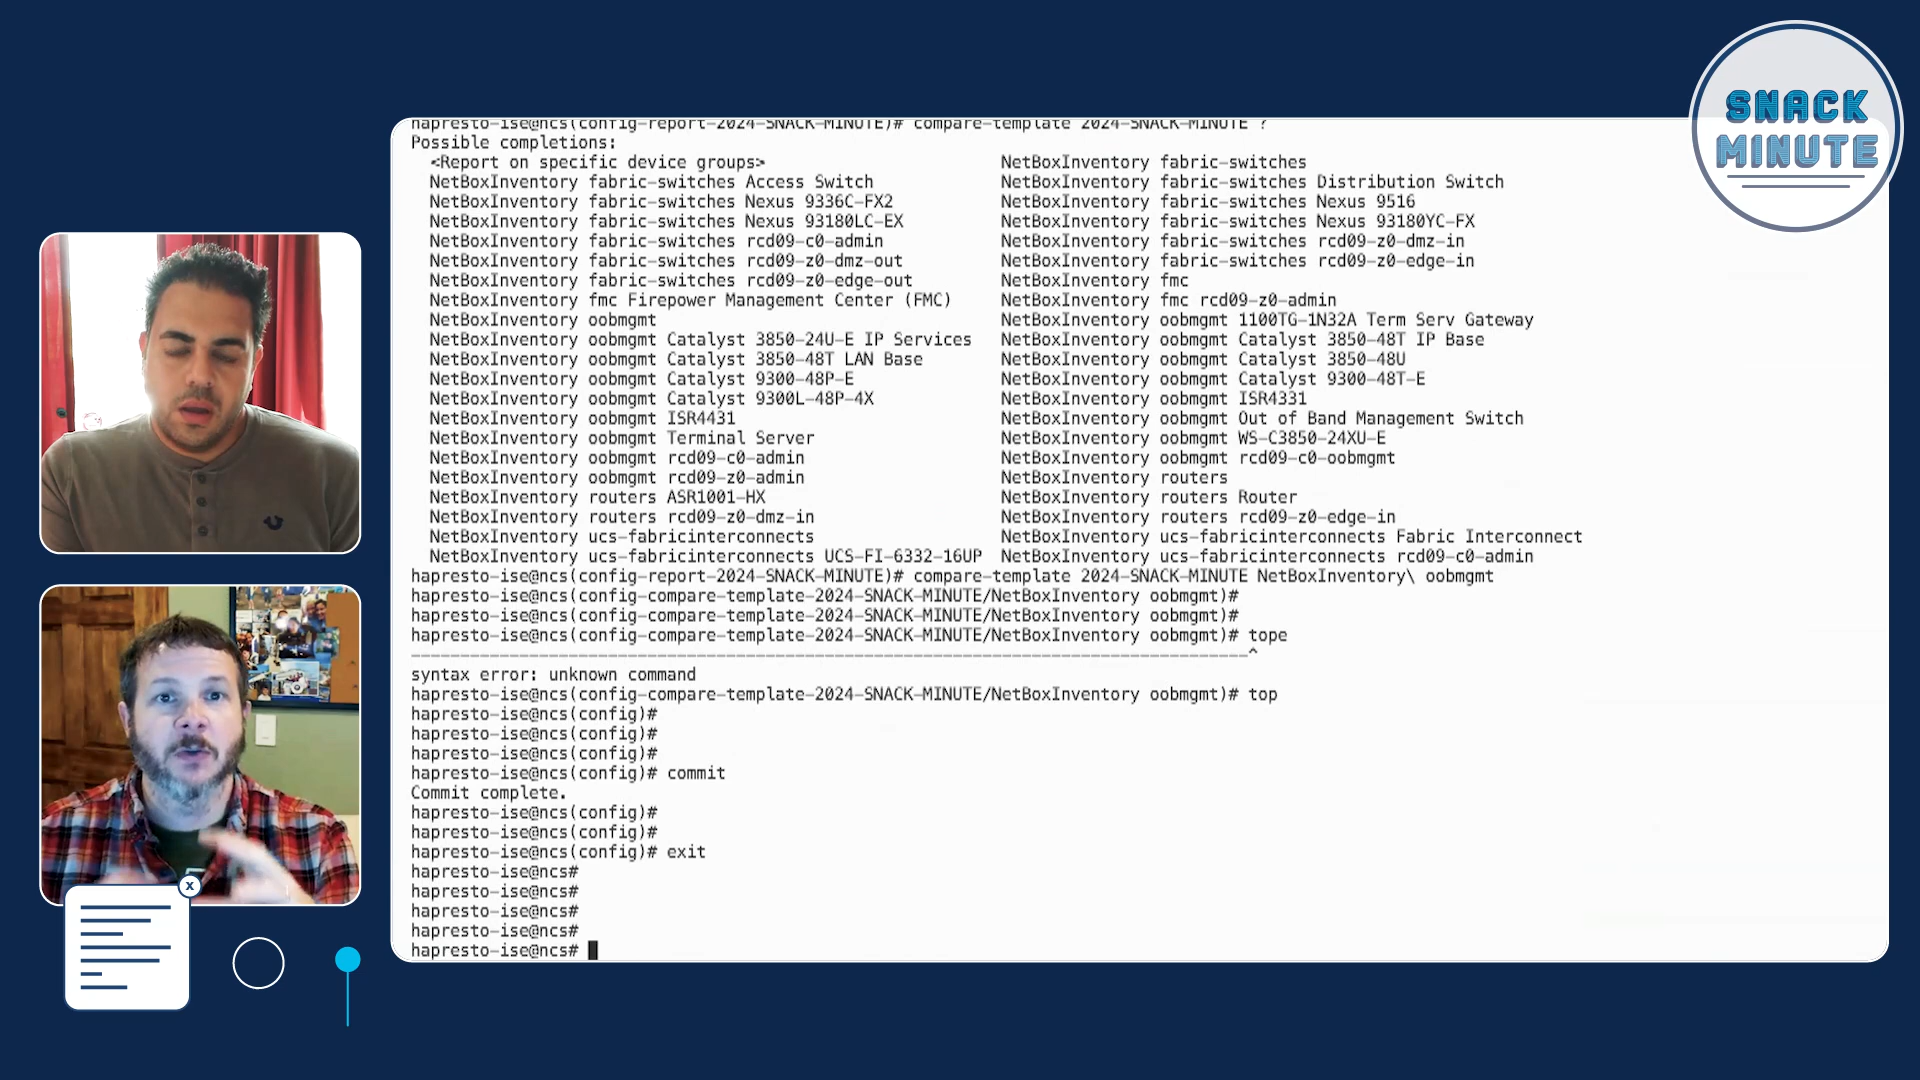 SNACK
MINUTE
hapresto-ise@ncs(config-report-2024-SNACK-MINUTE)# compare-template 2024-SNACK-MINUTE ?
Possible completions:
<Report on specific device groups> NetBoxInventory fabric-switches
NetBoxInventory fabric-switches Access Switch NetBoxInventory fabric-switches Distribution Switch
NetBoxInventory fabric-switches Nexus 9336C-FX2 NetBoxInventory fabric-switches Nexus 9516
NetBoxInventory fabric-switches Nexus 93180LC-EX NetBoxInventory fabric-switches Nexus 93180YC-FX
NetBoxInventory fabric-switches rcd09-c0-admin NetBoxInventory fabric-switches rcd09-z0-dmz-in
NetBoxInventory fabric-switches rcd09-z0-dmz-out NetBoxInventory fabric-switches rcd09-z0-edge-in
NetBoxInventory fabric-switches rcd09-z0-edge-out NetBoxInventory fmc
NetBoxInventory fmc Firepower Management Center (FMC) NetBoxInventory fmc rcd09-z0-admin
NetBoxInventory oobmgmt NetBoxInventory oobmgmt 1100TG-1N32A Term Serv Gateway
NetBoxInventory oobmgmt Catalyst 3850-24U-E IP Services NetBoxInventory oobmgmt Catalyst 3850-48T IP Base
NetBoxInventory oobmgmt Catalyst 3850-48T LAN Base NetBoxInventory oobmgmt Catalyst 3850-48U
NetBoxInventory oobmgmt Catalyst 9300-48P-E NetBoxInventory oobmgmt Catalyst 9300-48T-E
NetBoxInventory oobmgmt Catalyst 9300L-48P-4X NetBoxInventory oobmgmt ISR4331
NetBoxInventory oobmgmt ISR4431 NetBoxInventory oobmgmt Out of Band Management Switch
NetBoxInventory oobmgmt Terminal Server NetBoxInventory oobmgmt WS-C3850-24XU-E
NetBoxInventory oobmgmt rcd09-c0-admin NetBoxInventory oobmgmt rcd09-c0-oobmgmt
NetBoxInventory oobmgmt rcd09-z0-admin NetBoxInventory routers
NetBoxInventory routers ASR1001-HX NetBoxInventory routers Router
NetBoxInventory routers rcd09-z0-dmz-in NetBoxInventory routers rcd09-z0-edge-in
NetBoxInventory ucs-fabricinterconnects NetBoxInventory ucs-fabricinterconnects Fabric Interconnect
NetBoxInventory ucs-fabricinterconnects UCS-FI-6332-16UP NetBoxInventory ucs-fabricinterconnects rcd09-c0-admin
hapresto-ise@ncs(config-report-2024-SNACK-MINUTE)# compare-template 2024-SNACK-MINUTE NetBoxInventory\ oobmgmt
hapresto-ise@ncs(config-compare-template-2024-SNACK-MINUTE/NetBoxInventory oobmgmt)#
hapresto-ise@ncs(config-compare-template-2024-SNACK-MINUTE/NetBoxInventory oobmgmt)#
hapresto-ise@ncs(config-compare-template-2024-SNACK-MINUTE/NetBoxInventory oobmgmt)# tope
-------------------------------------------------------------------------------------^
syntax error: unknown command
hapresto-ise@ncs(config-compare-template-2024-SNACK-MINUTE/NetBoxInventory oobmgmt)# top
hapresto-ise@ncs(config)#
hapresto-ise@ncs(config)#
hapresto-ise@ncs(config)#
hapresto-ise@ncs(config)# commit
Commit complete.
hapresto-ise@ncs(config)#
hapresto-ise@ncs(config)#
hapresto-ise@ncs(config)# exit
hapresto-ise@ncs#
hapresto-ise@ncs#
hapresto-ise@ncs#
hapresto-ise@ncs#
hapresto-ise@ncs#
x